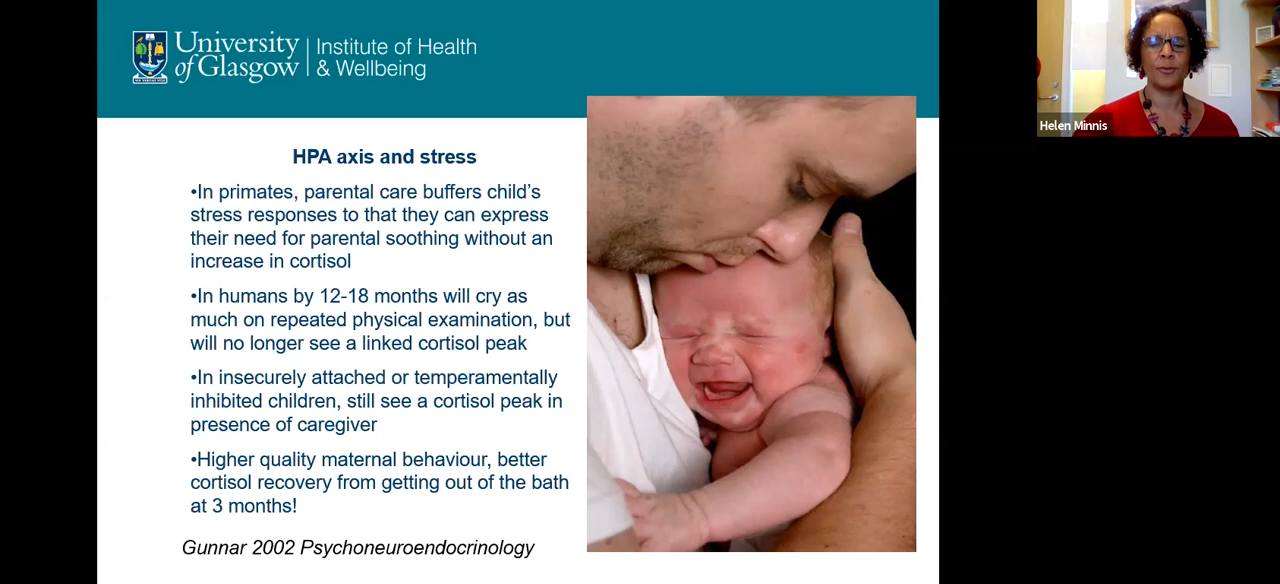 University
of Glasgow
Institute of Health
& Wellbeing
HPA axis and stress
•In primates, parental care buffers child's
stress responses to that they can express
their need for parental soothing without an
increase in cortisol
•In humans by 12-18 months will cry as
much on repeated physical examination, but
will no longer see a linked cortisol peak
•In insecurely attached or temperamentally
inhibited children, still see a cortisol peak in
presence of caregiver
•Higher quality maternal behaviour, better
cortisol recovery from getting out of the bath
at 3 months!
Gunnar 2002 Psychoneuroendocrinology
Helen Minnis